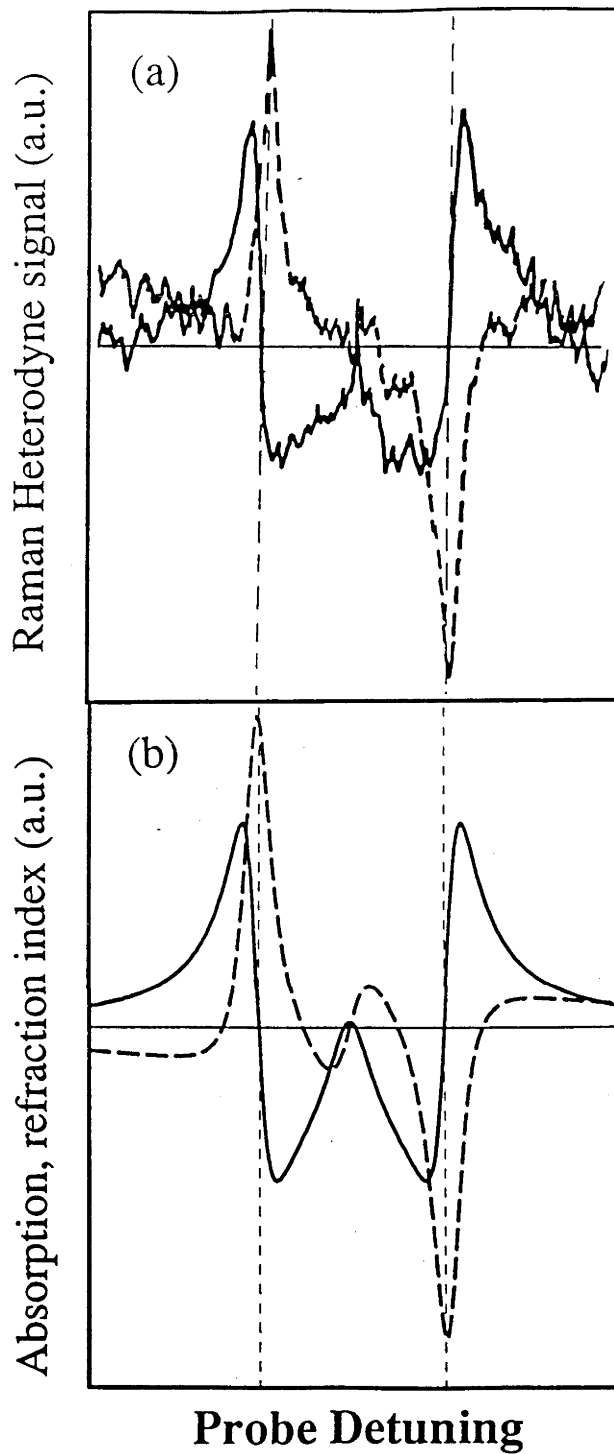 (a)
Raman Heterodyne signal (a.u.)
(b)
Absorption, refraction index (a.u.)
Probe Detuning